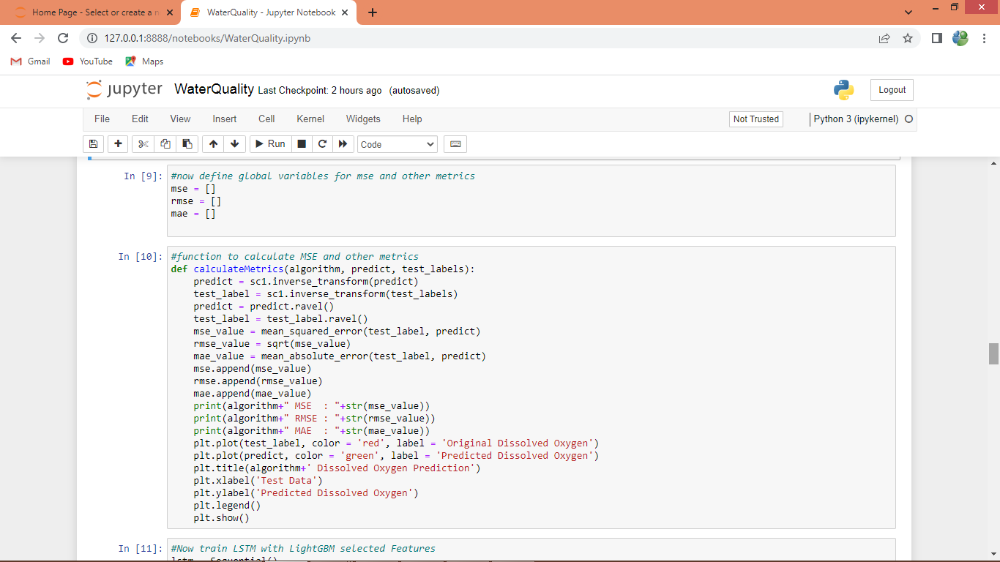 Home Page - Select or create a n
WaterQuality - Jupyter Notebook
127.0.0.1:8888/notebooks/WaterQuality.ipynb
Gmail YouTube Maps
jupyter WaterQuality Last Checkpoint: 2 hours ago (autosaved) Logout
File Edit View Insert Cell Kernel Widgets Help Not Trusted Python 3 (ipykernel)
Run Code
In [9]: #now define global variables for mse and other metrics
mse = []
rmse = []
mae = []
In [10]: #function to calculate MSE and other metrics
def calculateMetrics(algorithm, predict, test_labels):
    predict = sc1.inverse_transform(predict)
    test_label = sc1.inverse_transform(test_labels)
    predict = predict.ravel()
    test_label = test_label.ravel()
    mse_value = mean_squared_error(test_label, predict)
    rmse_value = sqrt(mse_value)
    mae_value = mean_absolute_error(test_label, predict)
    mse.append(mse_value)
    rmse.append(rmse_value)
    mae.append(mae_value)
    print(algorithm+" MSE  : "+str(mse_value))
    print(algorithm+" RMSE : "+str(rmse_value))
    print(algorithm+" MAE  : "+str(mae_value))
    plt.plot(test_label, color = 'red', label = 'Original Dissolved Oxygen')
    plt.plot(predict, color = 'green', label = 'Predicted Dissolved Oxygen')
    plt.title(algorithm+' Dissolved Oxygen Prediction')
    plt.xlabel('Test Data')
    plt.ylabel('Predicted Dissolved Oxygen')
    plt.legend()
    plt.show()
In [11]: #Now train LSTM with LightGBM selected Features
lstm = Sequential()